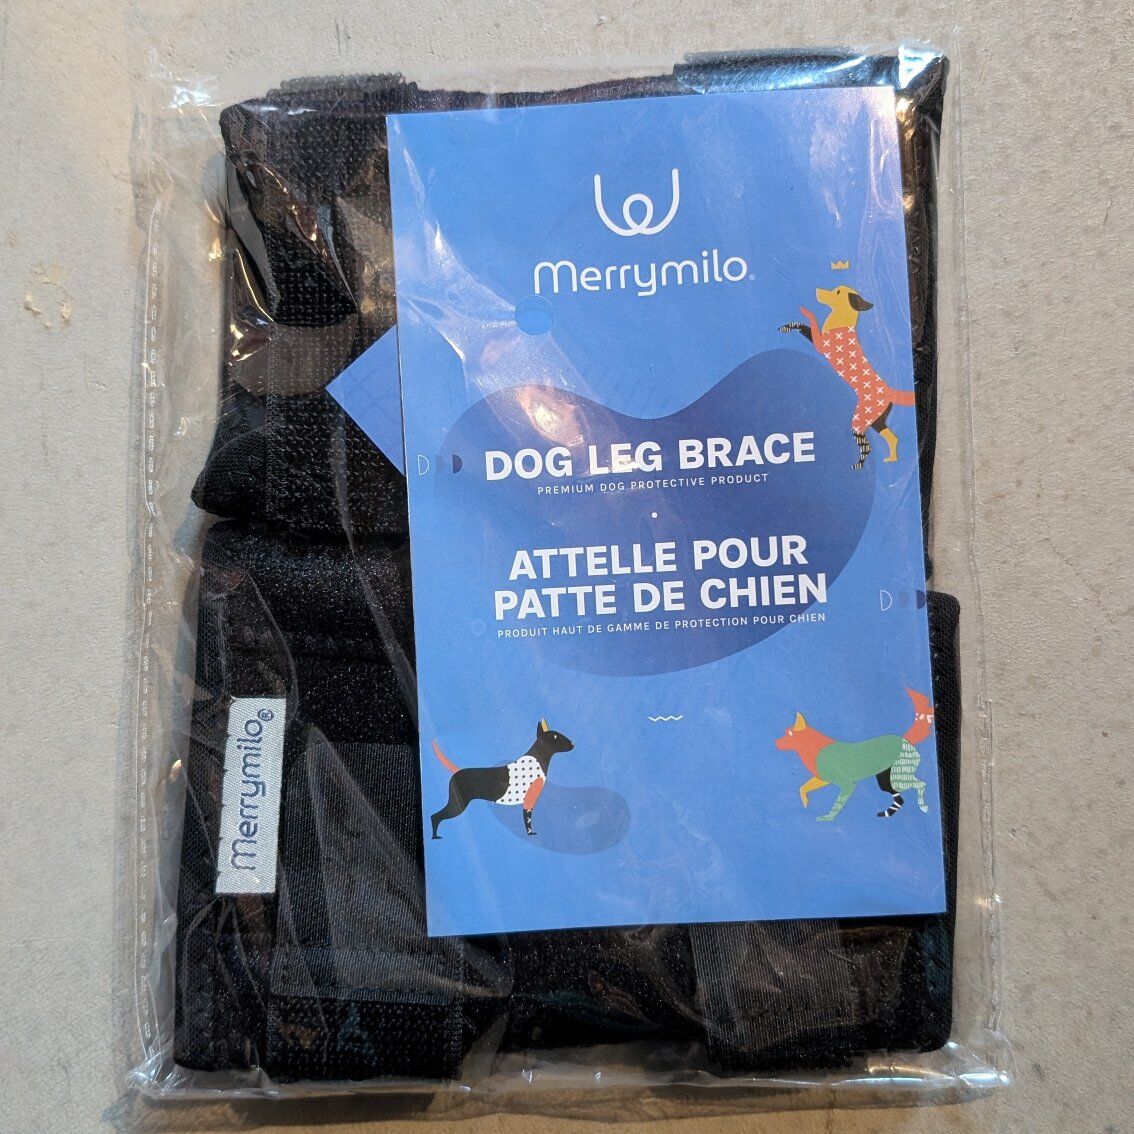 merrymilo®
DOG LEG BRACE
PREMIUM DOG PROTECTIVE PRODUCT
ATTELLE POUR
PATTE DE CHIEN
PRODUIT HAUT DE GAMME DE PROTECTION POUR CHIEN
merrymilo®